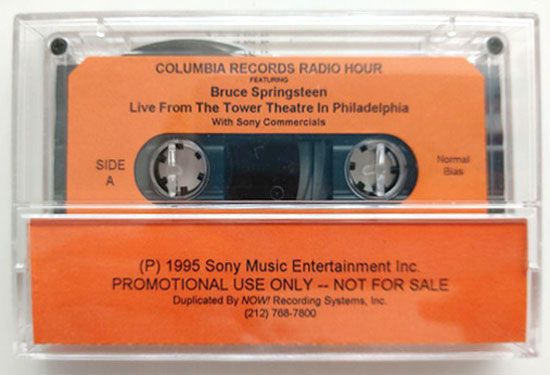 COLUMBIA RECORDS RADIO HOUR
FEATURING
Bruce Springsteen
Live From The Tower Theatre In Philadelphia
With Sony Commercials
SIDE
A
Normal
Bias
(P) 1995 Sony Music Entertainment Inc.
PROMOTIONAL USE ONLY -- NOT FOR SALE
Duplicated By NOW! Recording Systems, Inc.
(212) 768-7800